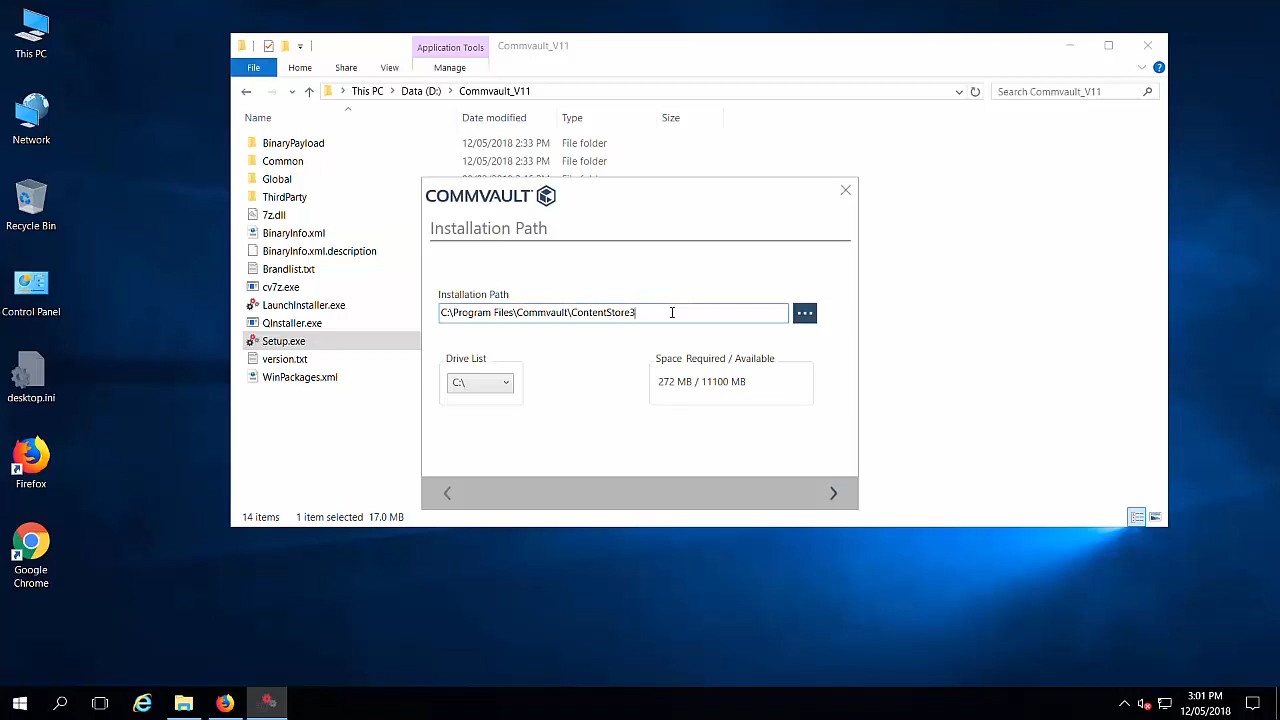 This PC
Network
Recycle Bin
Control Panel
desktop.ini
Firefox
Google
Chrome
Application Tools
Commvault_V11
File
Home
Share
View
Manage
This PC
Data (D:)
Commvault_V11
Search Commvault_V11
Name
Date modified
Type
Size
BinaryPayload 12/05/2018 2:33 PM File folder
Common 12/05/2018 2:33 PM File folder
Global
ThirdParty
7z.dll
BinaryInfo.xml
BinaryInfo.xml.description
Brandlist.txt
cv7z.exe
LaunchInstaller.exe
QInstaller.exe
Setup.exe
version.txt
WinPackages.xml
14 items 1 item selected 17.0 MB
COMMVAULT
Installation Path
Installation Path
C:\Program Files\Commvault\ContentStore3
Drive List
C:\
Space Required / Available
272 MB / 11100 MB
3:01 PM
12/05/2018